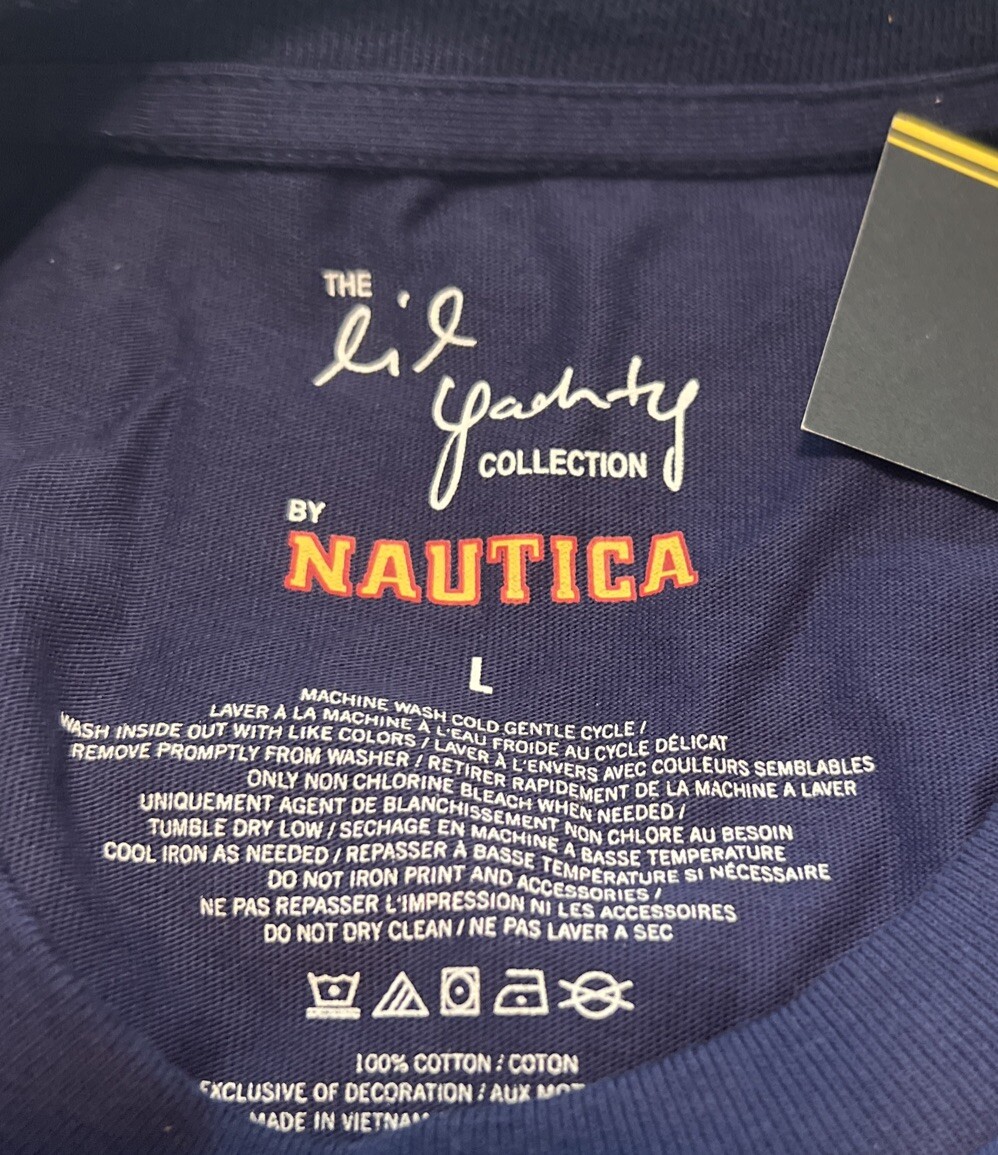 THE
lil
yachty
COLLECTION
BY
NAUTICA
L
MACHINE WASH COLD GENTLE CYCLE /
LAVER À LA MACHINE À L'EAU FROIDE AU CYCLE DÉLICAT
WASH INSIDE OUT WITH LIKE COLORS / LAVER À L'ENVERS AVEC COULEURS SEMBLABLES
REMOVE PROMPTLY FROM WASHER / RETIRER RAPIDEMENT DE LA MACHINE A LAVER
ONLY NON CHLORINE BLEACH WHEN NEEDED /
UNIQUEMENT AGENT DE BLANCHISSEMENT NON CHLORE AU BESOIN
TUMBLE DRY LOW / SECHAGE EN MACHINE À BASSE TEMPERATURE
COOL IRON AS NEEDED / REPASSER À BASSE TEMPÉRATURE SI NÉCESSAIRE
DO NOT IRON PRINT AND ACCESSORIES /
NE PAS REPASSER L'IMPRESSION NI LES ACCESSOIRES
DO NOT DRY CLEAN / NE PAS LAVER A SEC
100% COTTON / COTON
EXCLUSIVE OF DECORATION / AUX
MADE IN VIETNAM